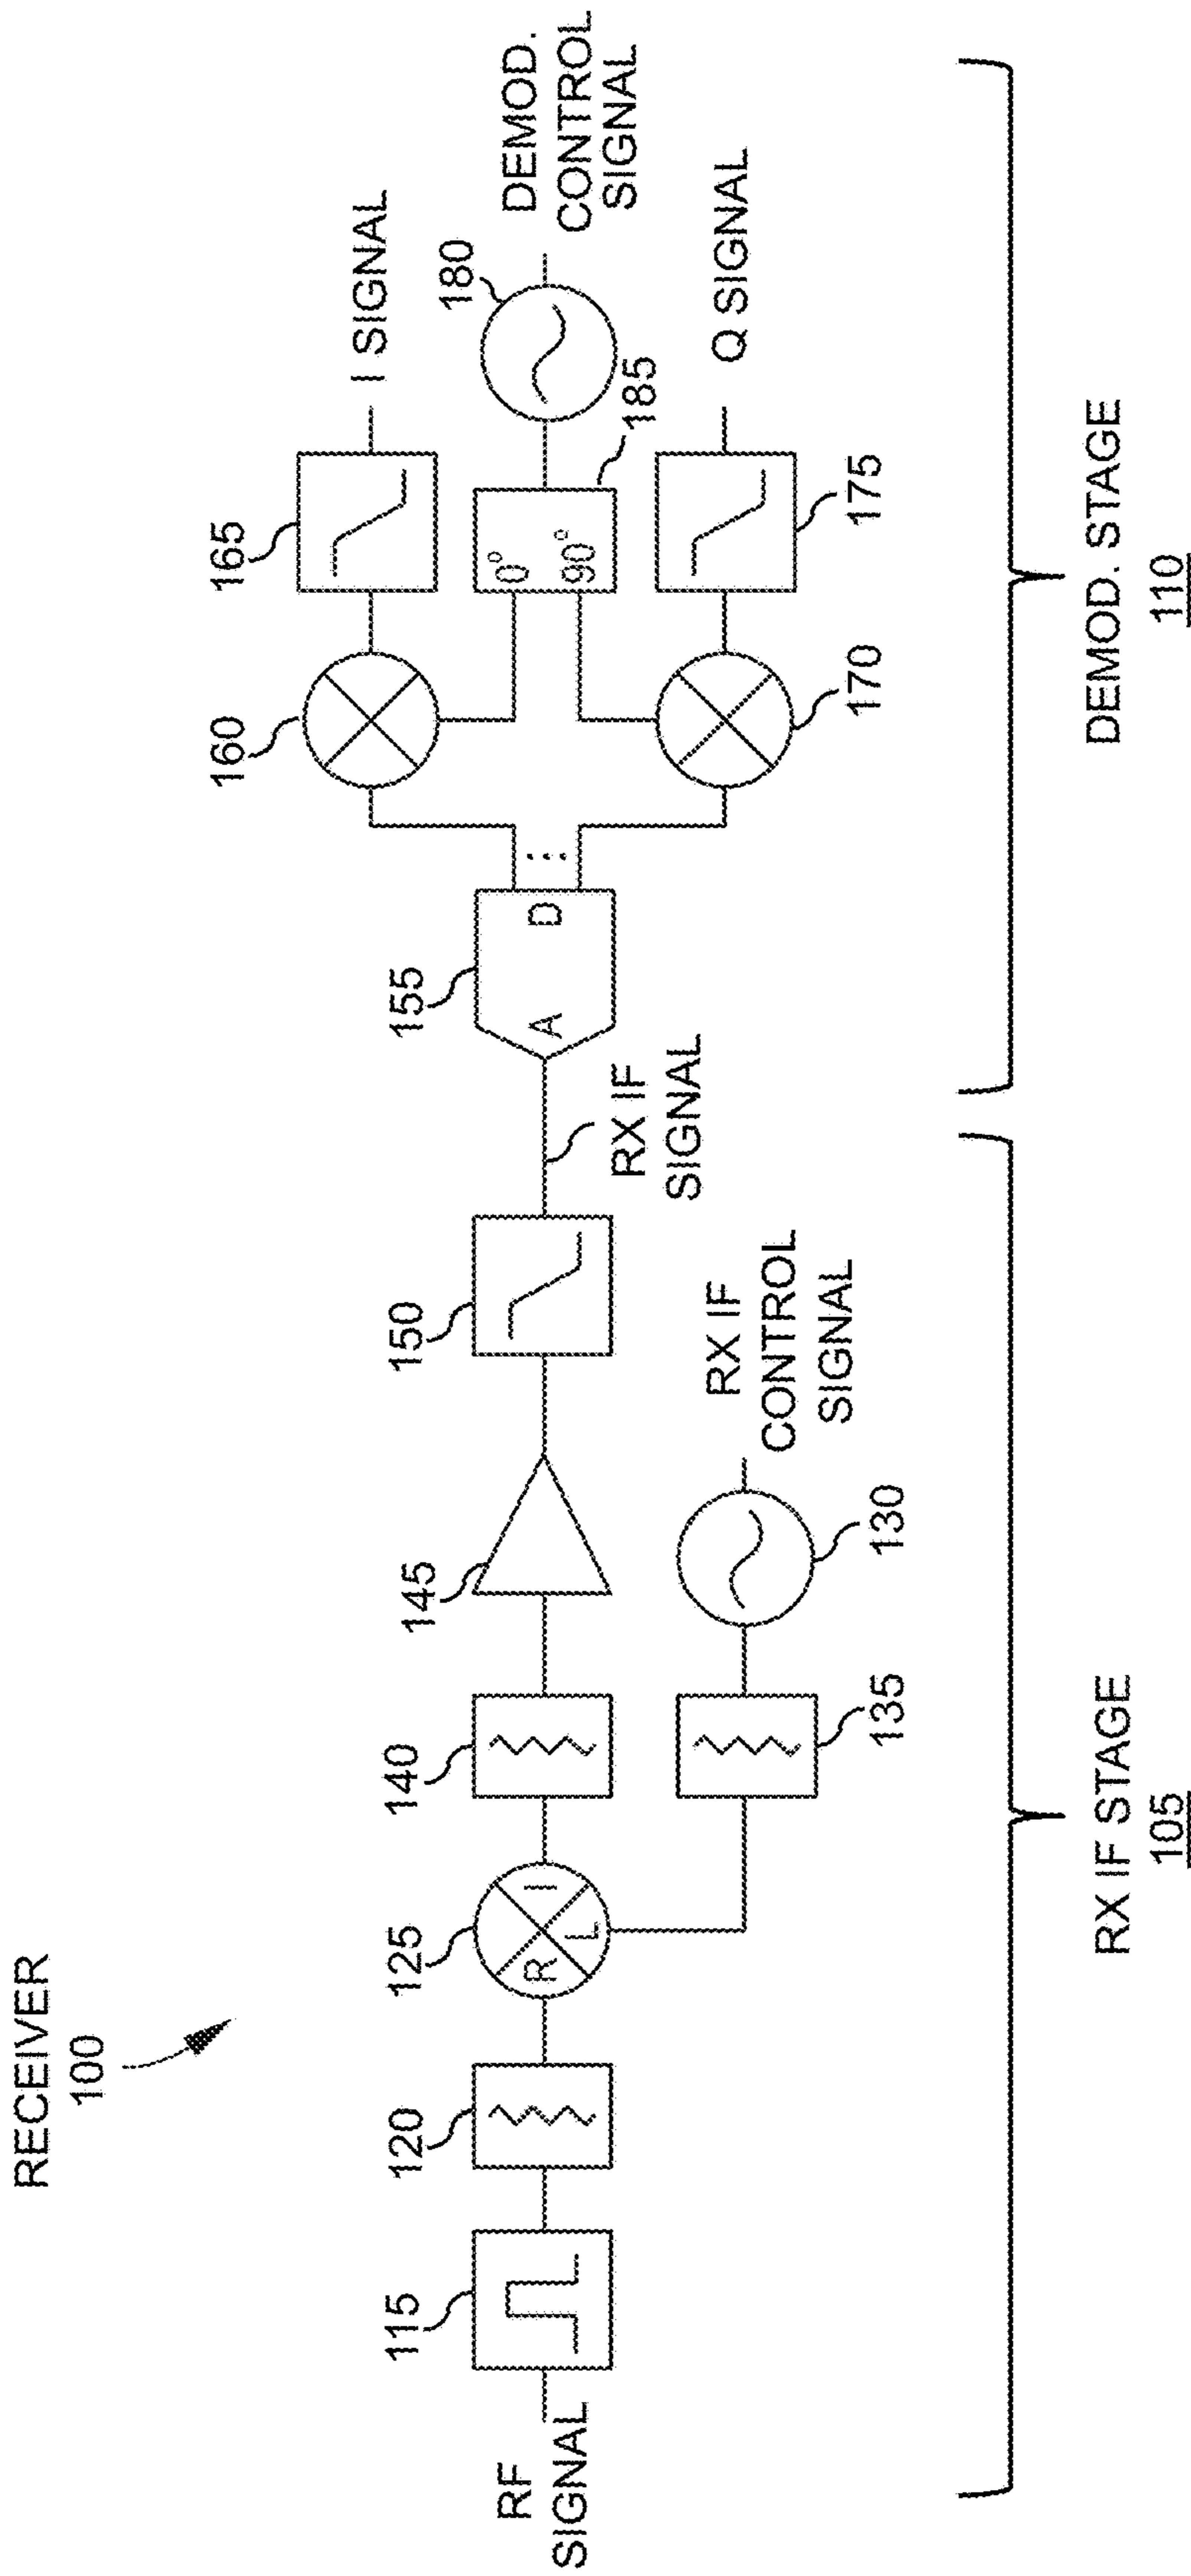 RECEIVER
100
165
I SIGNAL
160
180
DEMOD.
CONTROL
SIGNAL
115
120
125
140
145
150
155
R
I
L
A
D
0°
90°
185
RF
SIGNAL
RX IF
SIGNAL
170
175
Q SIGNAL
135
130
RX IF
CONTROL
SIGNAL
RX IF STAGE
105
DEMOD. STAGE
110